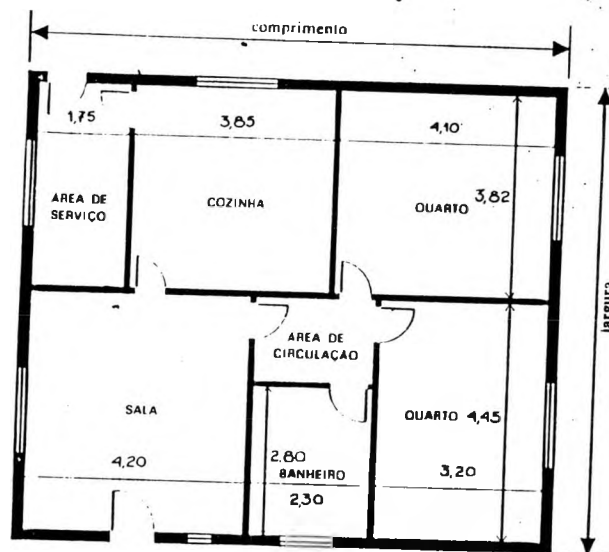 comprimento
1,75
3,85
4,10
3,82
AREA DE
SERVIÇO
COZINHA
QUARTO
largura
AREA DE
CIRCULAÇÃO
SALA
QUARTO
4,45
4,20
2.80
BANHEIRO
2,30
3,20